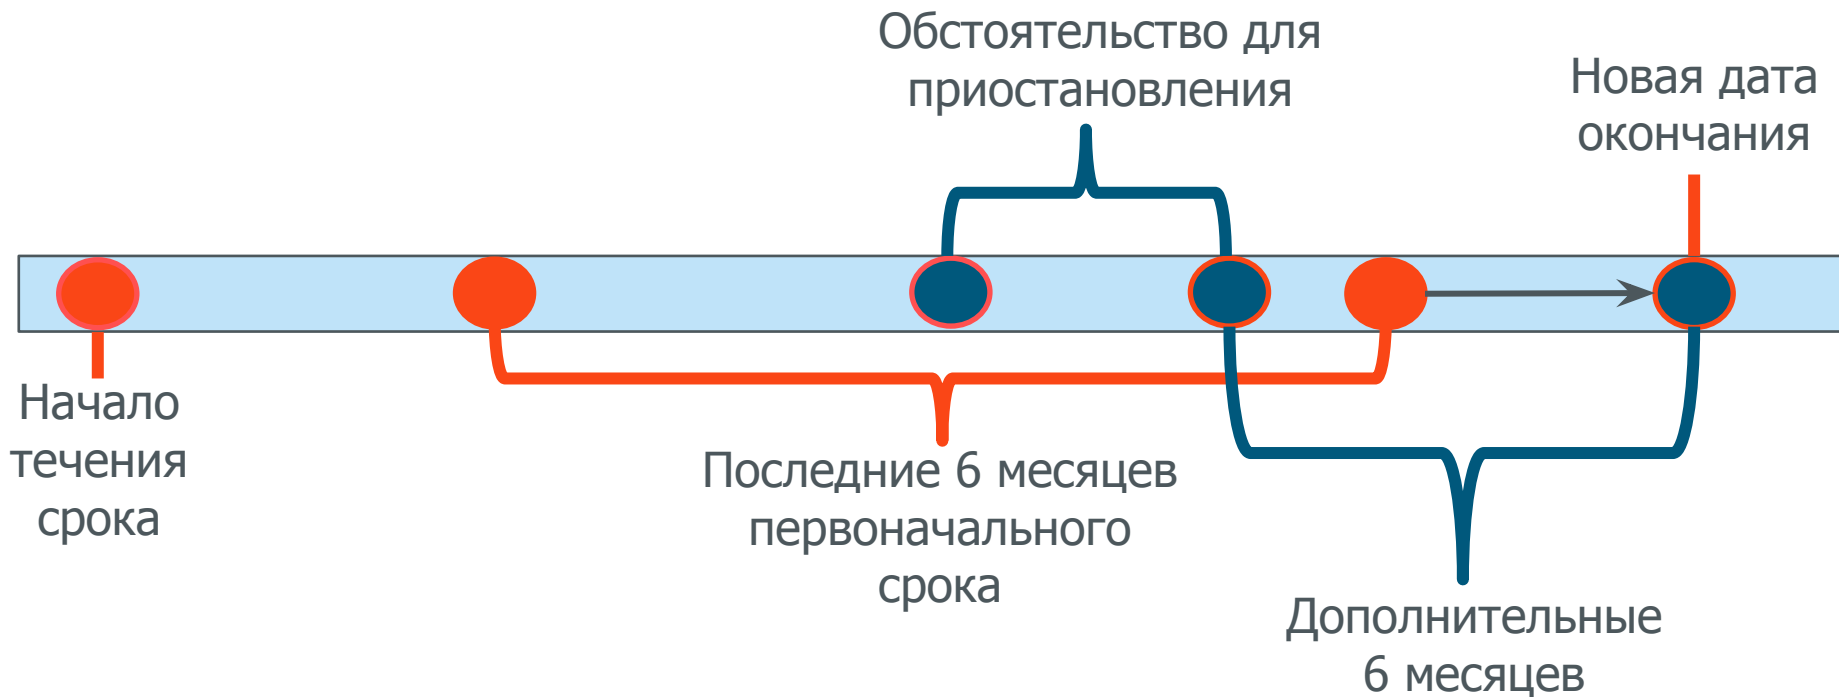 Обстоятельство для
приостановления
Новая дата
окончания
Начало
течения
срока
Последние 6 месяцев
первоначального
срока
Дополнительные
6 месяцев